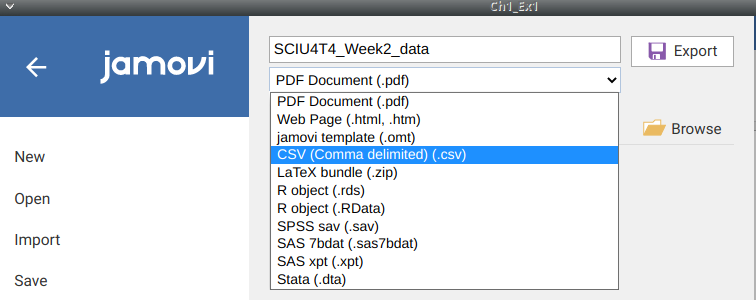 Ch1_Ex1
jamovi
SCIU4T4_Week2_data
Export
PDF Document (.pdf)
PDF Document (.pdf)
Web Page (.html, .htm)
jamovi template (.omt)
CSV (Comma delimited) (.csv)
LaTeX bundle (.zip)
R object (.rds)
R object (.RData)
SPSS sav (.sav)
SAS 7bdat (.sas7bdat)
SAS xpt (.xpt)
Stata (.dta)
Browse
New
Open
Import
Save